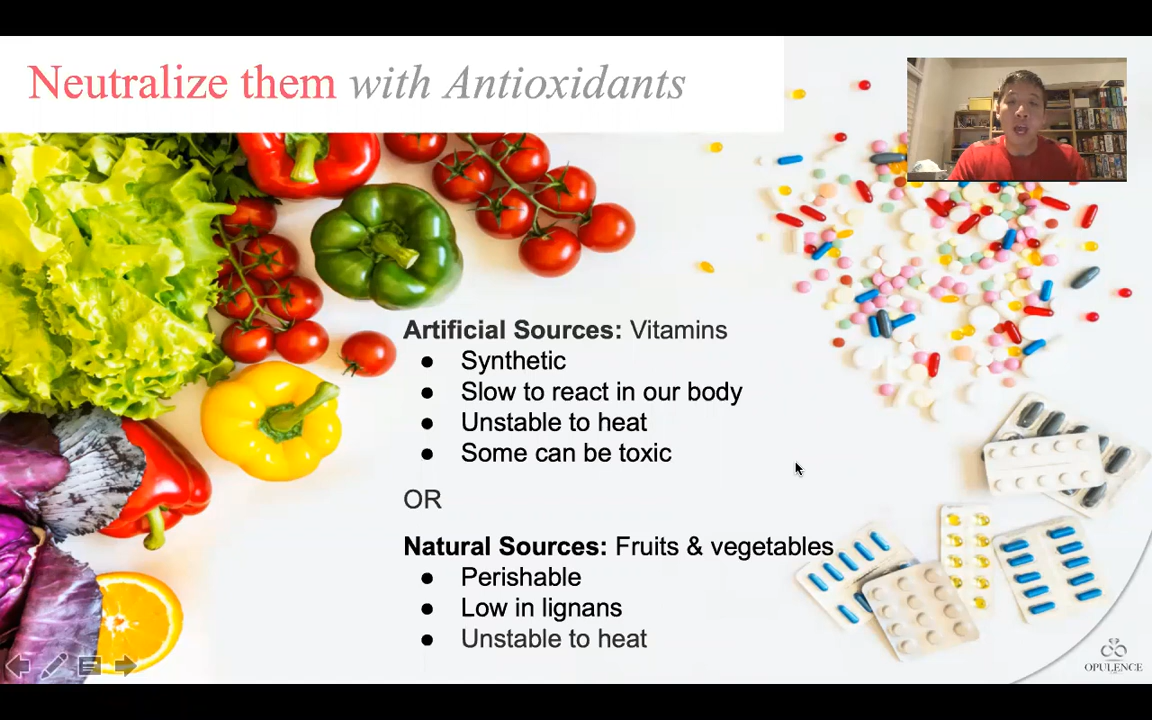 Neutralize them with Antioxidants
Artificial Sources: Vitamins
● Synthetic
● Slow to react in our body
● Unstable to heat
● Some can be toxic
OR
Natural Sources: Fruits & vegetables
● Perishable
● Low in lignans
● Unstable to heat
OPULENCE